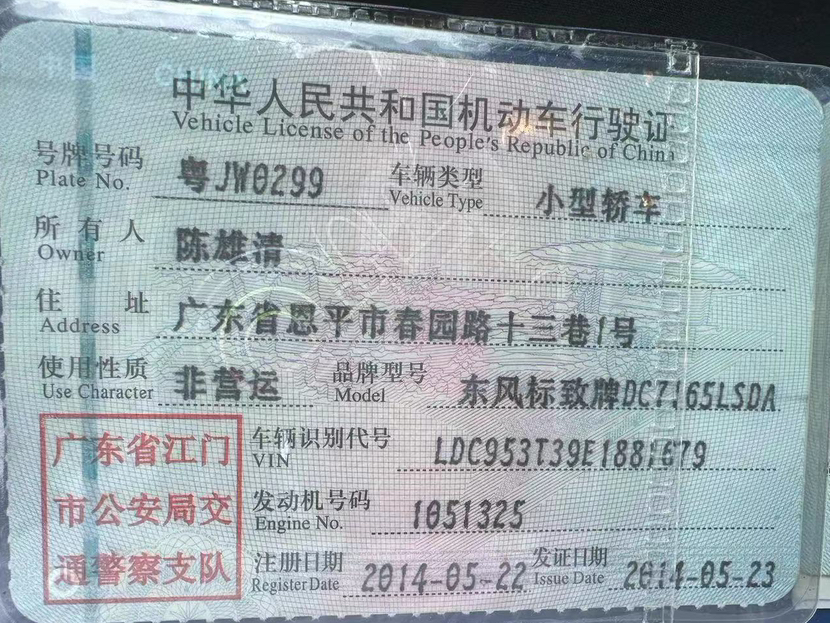 中华人民共和国机动车行驶证
Vehicle License of the People's Republic of China
号牌号码 粤JW0299 车辆类型 小型轿车
Plate No. Vehicle Type
所有人 陈雄清
Owner
住址 广东省恩平市春园路十三巷1号
Address
使用性质 非营运 品牌型号 东风标致牌DC7165LSDA
Use Character Model
广东省江门
市公安局交
通警察支队
车辆识别代号 LDC953T39E1881679
VIN
发动机号码 1051325
Engine No.
注册日期 2014-05-22 发证日期 2014-05-23
Register Date Issue Date